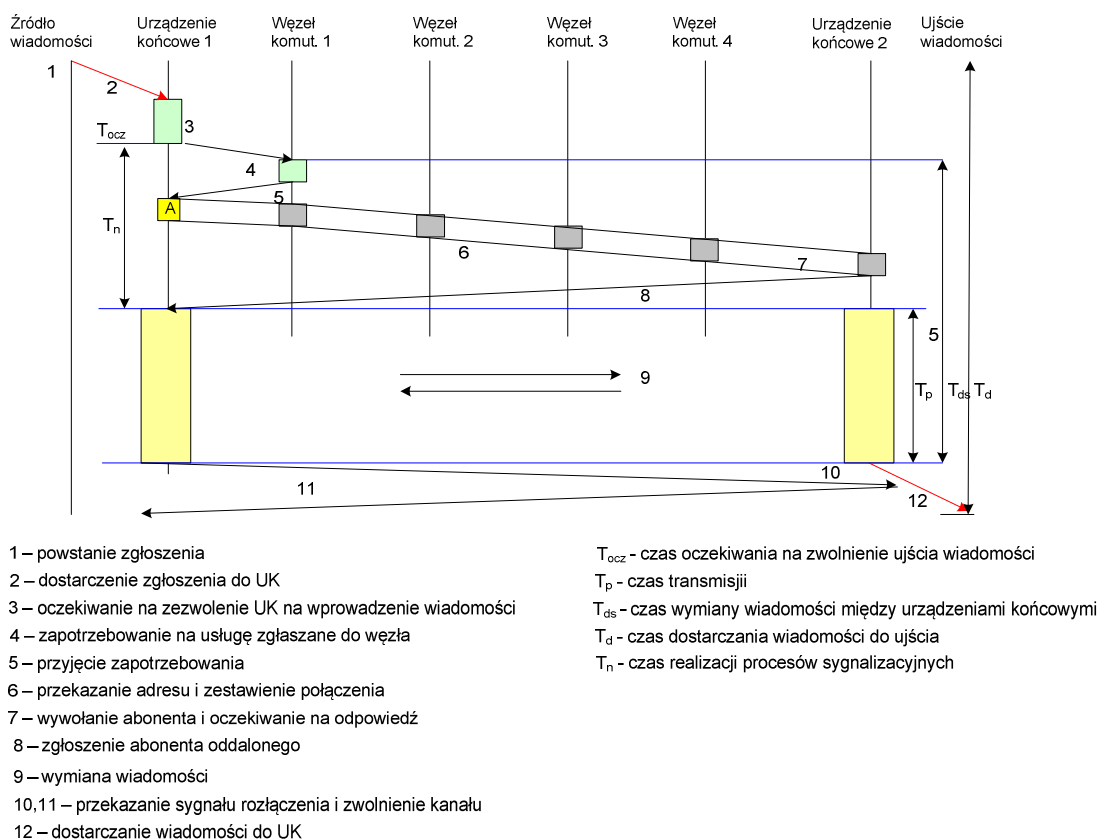 Źródło wiadomości
Urządzenie końcowe 1
Węzeł komut. 1
Węzeł komut. 2
Węzeł komut. 3
Węzeł komut. 4
Urządzenie końcowe 2
Ujście wiadomości
1
2
3
Tocz
4
5
A
Tn
6
7
8
5
9
Tp
Tds
Td
10
11
12
1 – powstanie zgłoszenia
2 – dostarczenie zgłoszenia do UK
3 – oczekiwanie na zezwolenie UK na wprowadzenie wiadomości
4 – zapotrzebowanie na usługę zgłaszane do węzła
5 – przyjęcie zapotrzebowania
6 – przekazanie adresu i zestawienie połączenia
7 – wywołanie abonenta i oczekiwanie na odpowiedź
8 – zgłoszenie abonenta oddalonego
9 – wymiana wiadomości
10,11 – przekazanie sygnału rozłączenia i zwolnienie kanału
12 – dostarczanie wiadomości do UK
Tocz - czas oczekiwania na zwolnienie ujścia wiadomości
Tp – czas transmisjii
Tds – czas wymiany wiadomości między urządzeniami końcowymi
Td – czas dostarczania wiadomości do ujścia
Tn - czas realizacji procesów sygnalizacyjnych